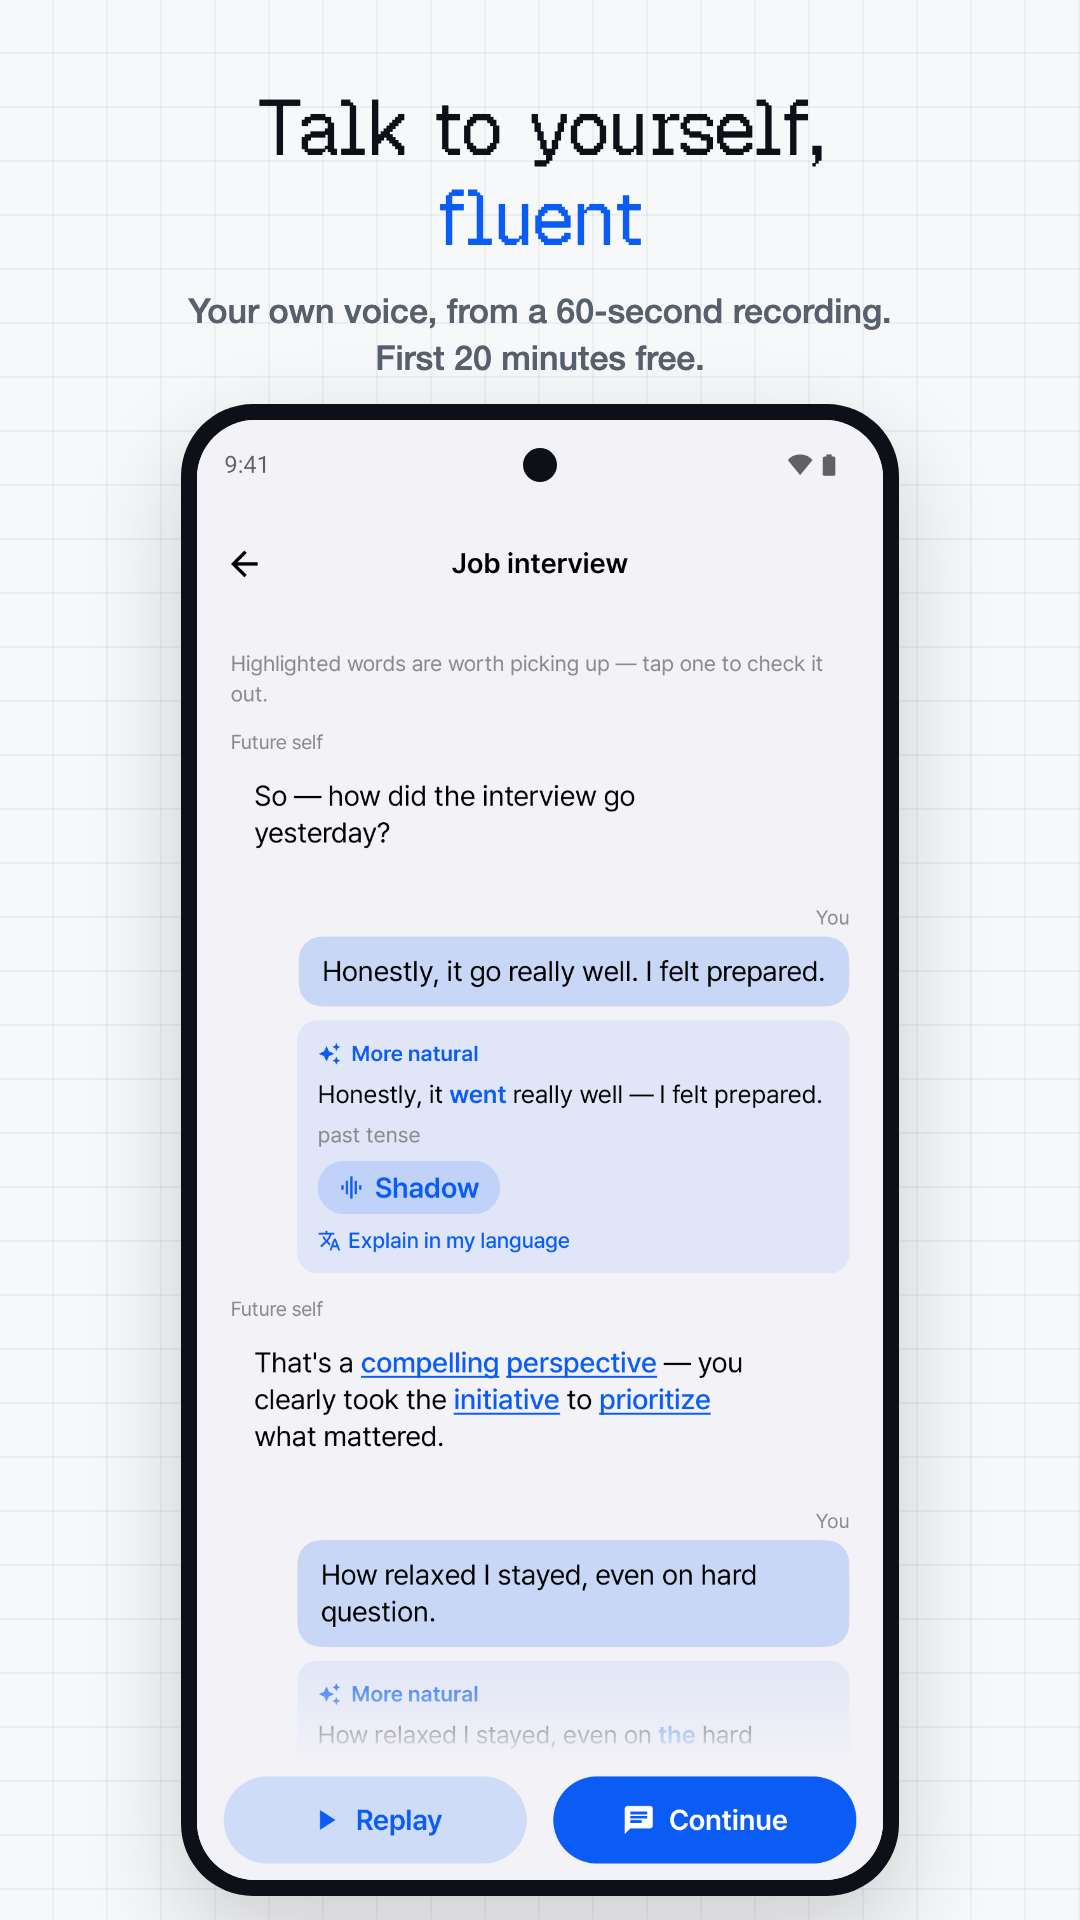 Talk to yourself,
fluent
Your own voice, from a 60-second recording.
First 20 minutes free.
9:41
Job interview
Highlighted words are worth picking up — tap one to check it
out.
Future self
So — how did the interview go
yesterday?
You
Honestly, it go really well. I felt prepared.
More natural
Honestly, it went really well — I felt prepared.
past tense
Shadow
Explain in my language
Future self
That's a compelling perspective — you
clearly took the initiative to prioritize
what mattered.
You
How relaxed I stayed, even on hard
question.
More natural
How relaxed I stayed, even on the hard
Replay
Continue